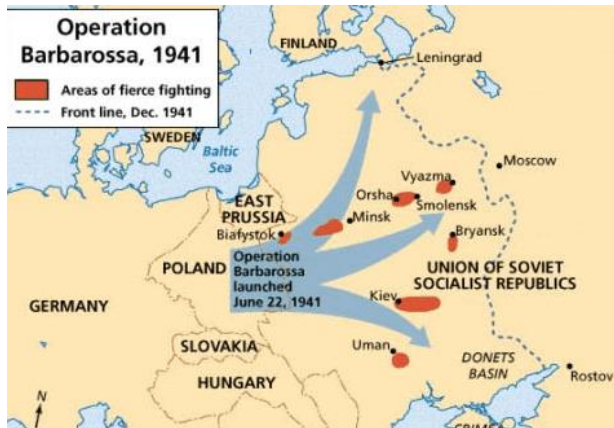 Operation
Barbarossa, 1941
Areas of fierce fighting
Front line, Dec. 1941
FINLAND
Leningrad
SWEDEN
Baltic
Sea
Moscow
Vyazma
Orsha
Smolensk
EAST
PRUSSIA
Minsk
Białystok
Bryansk
POLAND
Operation
Barbarossa
launched
June 22, 1941
UNION OF SOVIET
SOCIALIST REPUBLICS
GERMANY
Kiev
SLOVAKIA
Uman
DONETS
BASIN
HUNGARY
Rostov
N